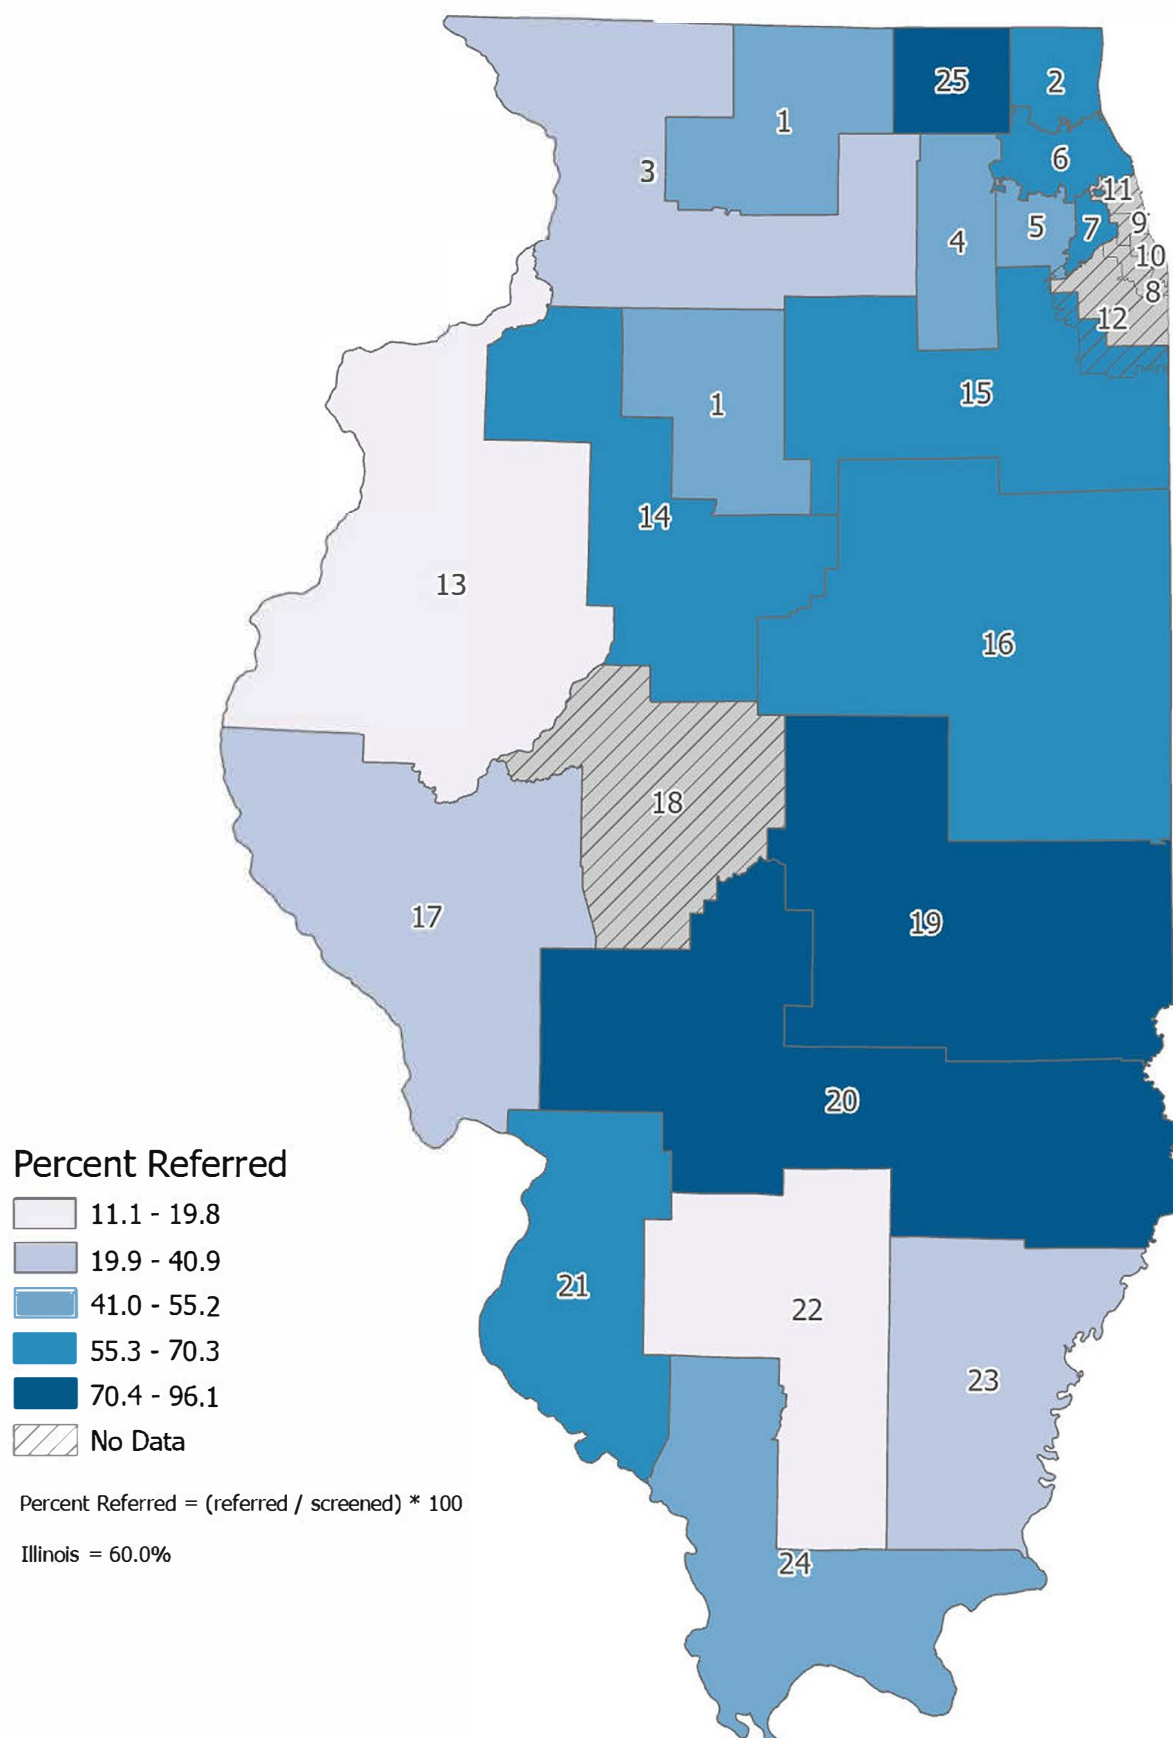 25
2
1
6
3
11
5
7
9
4
10
8
12
15
1
14
13
16
18
17
19
20
Percent Referred
11.1 - 19.8
19.9 - 40.9
41.0 - 55.2
55.3 - 70.3
70.4 - 96.1
No Data
21
22
23
Percent Referred = (referred / screened) * 100
Illinois = 60.0%
24